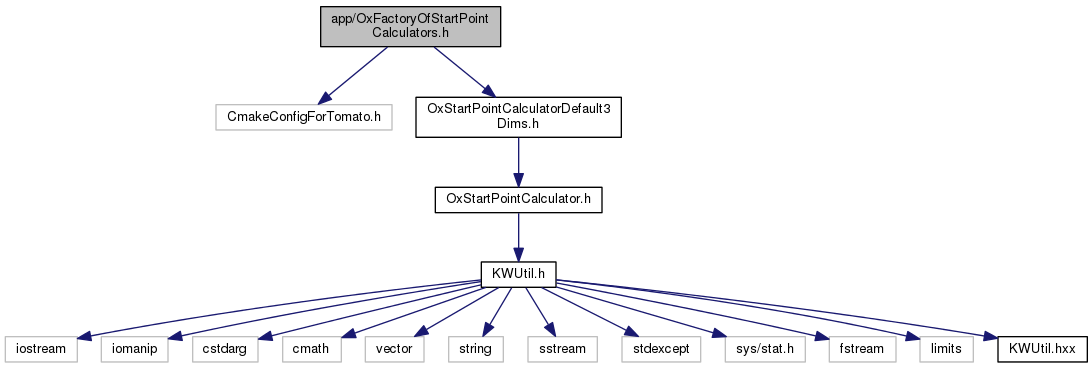 app/OxFactoryOfStartPoint
Calculators.h
CmakeConfigForTomato.h
OxStartPointCalculatorDefault3
Dims.h
OxStartPointCalculator.h
KWUtil.h
iostream
iomanip
cstdarg
cmath
vector
string
sstream
stdexcept
sys/stat.h
fstream
limits
KWUtil.hxx